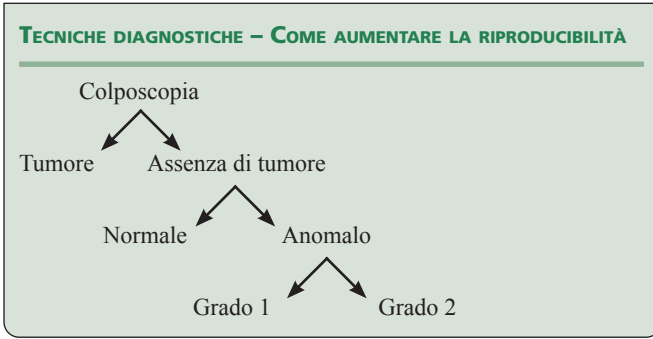 TECNICHE DIAGNOSTICHE – COME AUMENTARE LA RIPRODUCIBILITÀ
Colposcopia
Tumore Assenza di tumore
Normale Anomalo
Grado 1 Grado 2